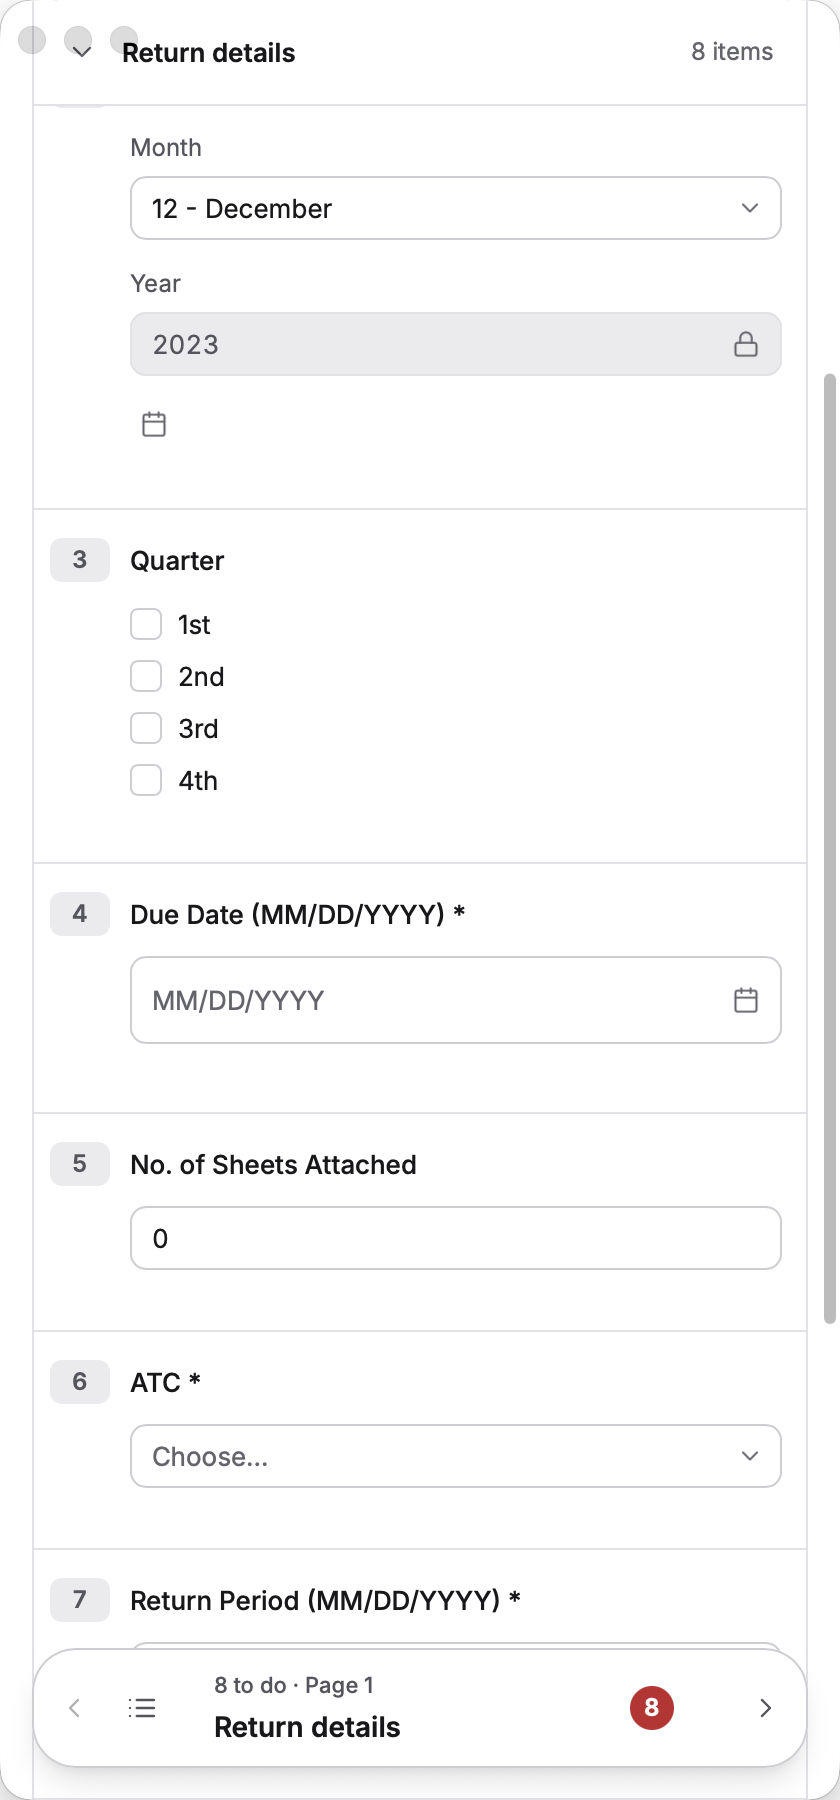 Return details
8 items
Month
12 - December
Year
2023
3
Quarter
1st
2nd
3rd
4th
4
Due Date (MM/DD/YYYY) *
MM/DD/YYYY
5
No. of Sheets Attached
0
6
ATC *
Choose...
7
Return Period (MM/DD/YYYY) *
8 to do · Page 1
Return details
8